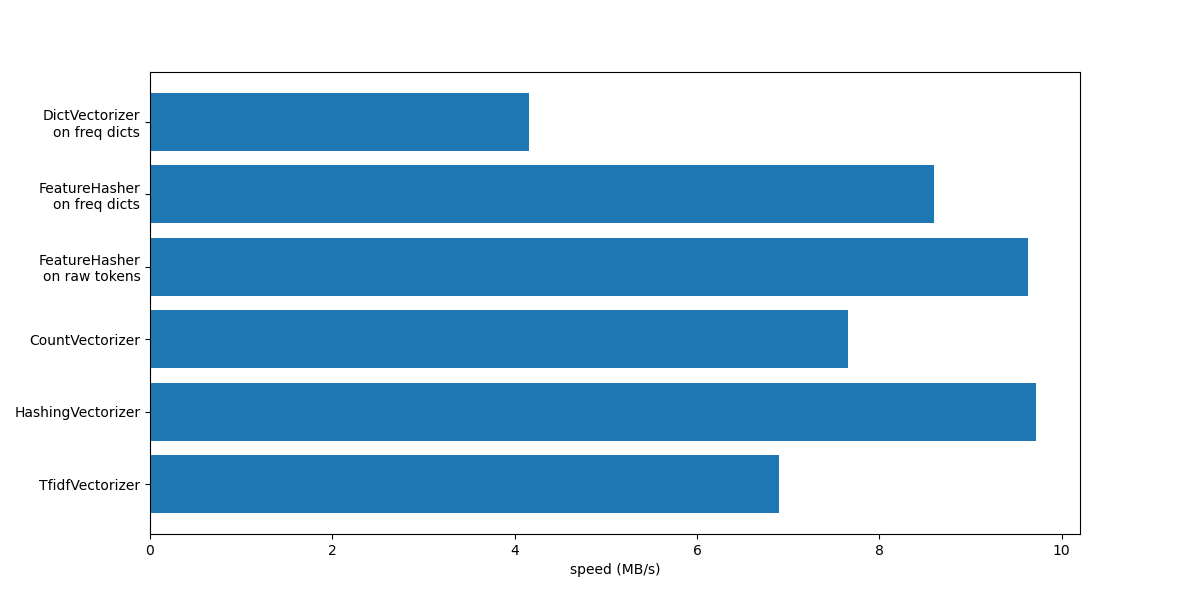 DictVectorizer
on freq dicts
FeatureHasher
on freq dicts
FeatureHasher
on raw tokens
CountVectorizer
HashingVectorizer
TfidfVectorizer
0 2 4 6 8 10
speed (MB/s)